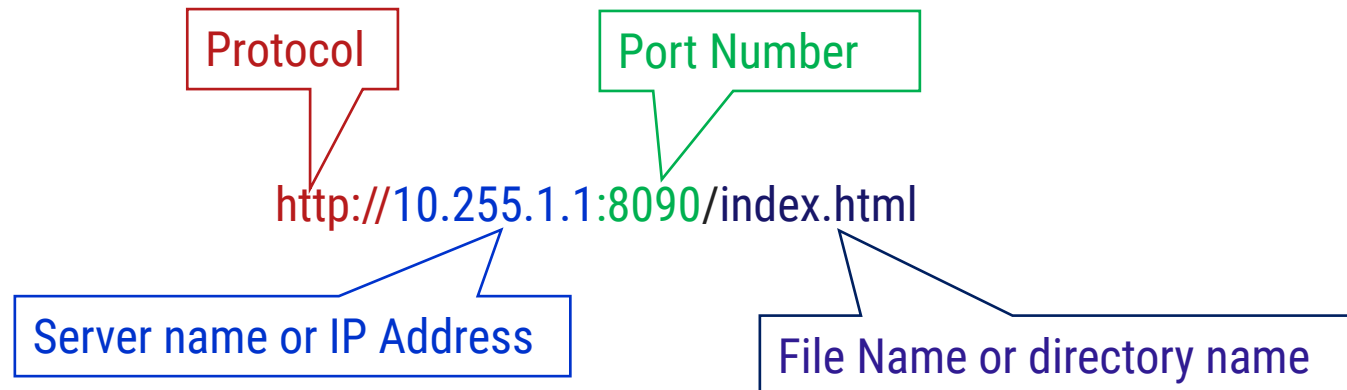 Protocol
Port Number
http://10.255.1.1:8090/index.html
Server name or IP Address
File Name or directory name